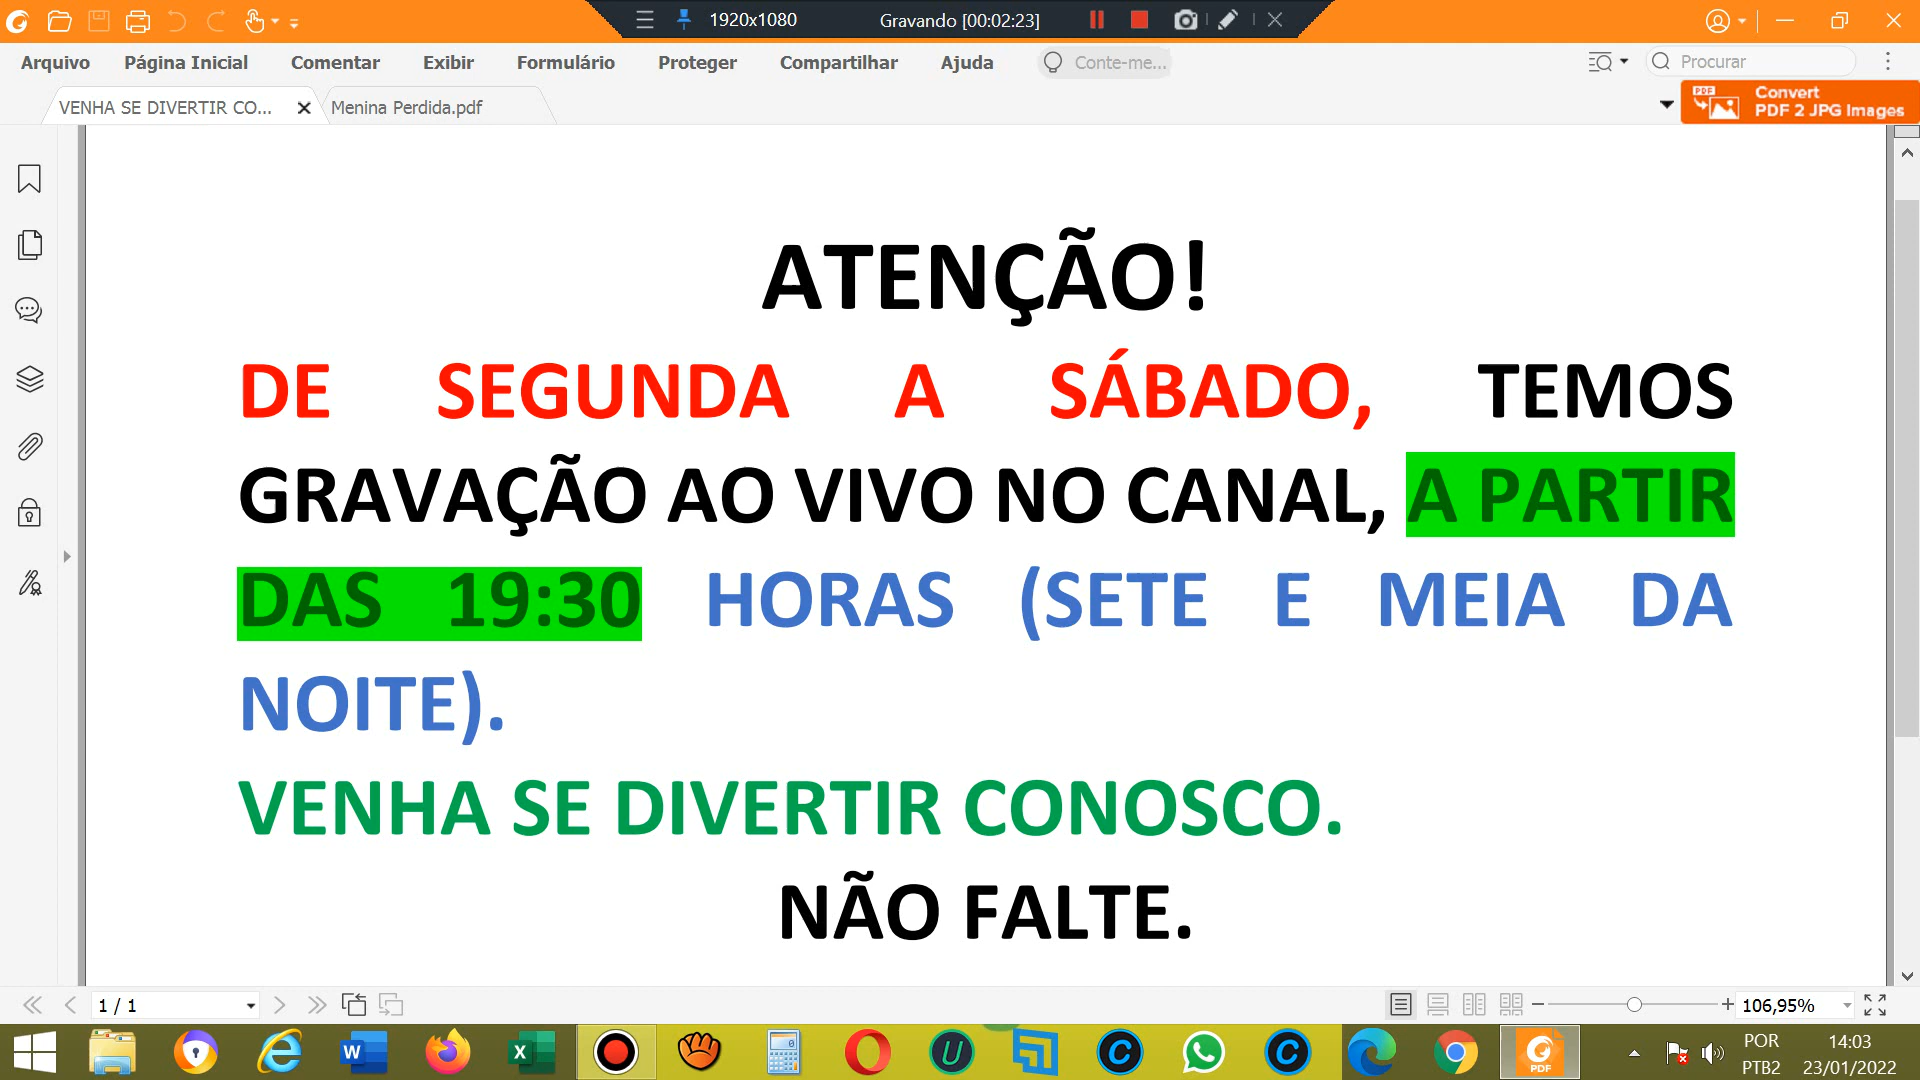 1920x1080
Gravando [00:02:23]
Arquivo Página Inicial Comentar Exibir Formulário Proteger Compartilhar Ajuda Conte-me... Procurar
VENHA SE DIVERTIR CO... Menina Perdida.pdf
PDF Convert
PDF 2 JPG Images
ATENÇÃO!
DE SEGUNDA A SÁBADO, TEMOS
GRAVAÇÃO AO VIVO NO CANAL, A PARTIR
DAS 19:30 HORAS (SETE E MEIA DA
NOITE).
VENHA SE DIVERTIR CONOSCO.
NÃO FALTE.
1 / 1
106,95%
POR 14:03
PTB2 23/01/2022